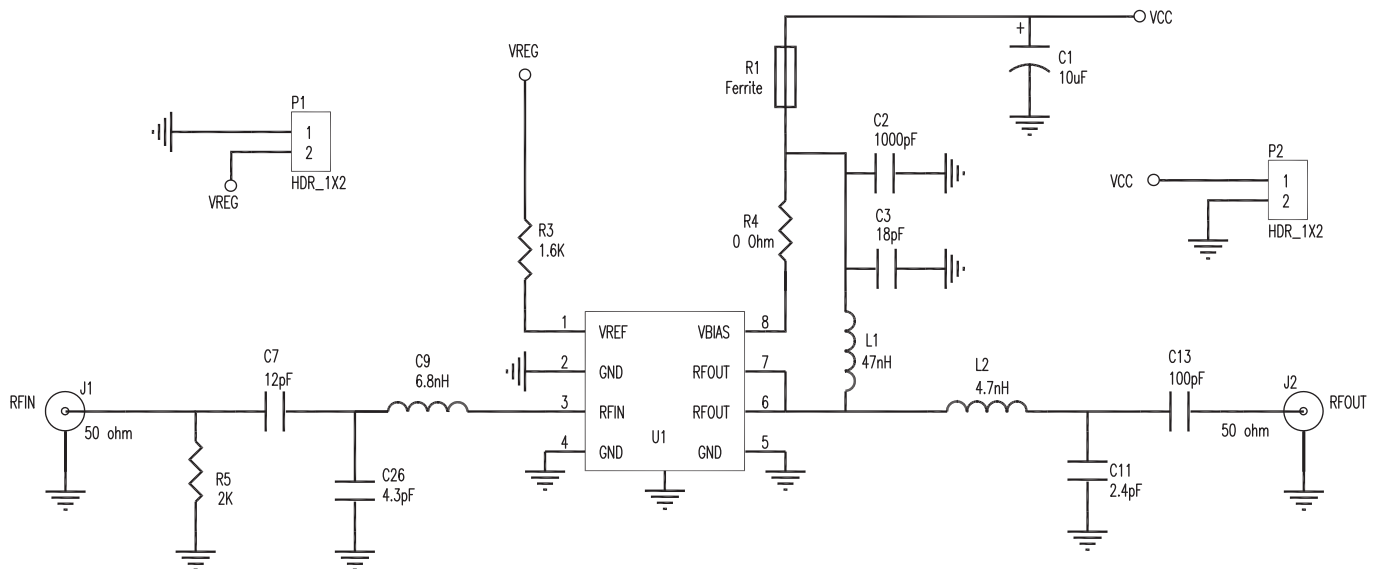 VCC
+
C1
10uF
VREG
R1
Ferrite
P1
1
2
HDR_1X2
VREG
C2
1000pF
P2
VCC
1
2
HDR_1X2
R3
1.6K
R4
0 Ohm
C3
18pF
1
VREF
VBIAS
8
2
GND
RFOUT
7
3
RFIN
RFOUT
6
4
GND
U1
GND
5
L1
47nH
RFIN
J1
50 ohm
C7
12pF
C9
6.8nH
R5
2K
C26
4.3pF
L2
4.7nH
C13
100pF
J2
RFOUT
50 ohm
C11
2.4pF